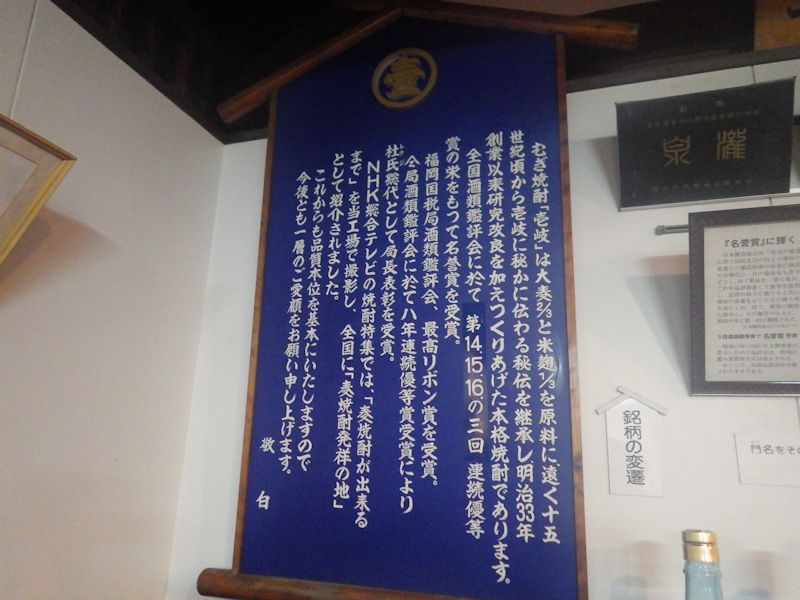 むぎ焼酎「壱岐」は大麦2/3と米麹1/3を原料に、遠く十五
世紀頃から壱岐に秘かに伝わる秘伝を継承し明治33年
創業以来研究改良を加えつくりあげた本格焼酎であります。
全国酒類鑑評会に於て　第14.15.16.の三回　連続優等
賞の栄をもつて名誉賞を受賞。
福岡国税局酒類鑑評会、最高リボン賞を受賞。
仝局酒類鑑評会に於て八年連続優等賞受賞により
杜氏総代として局長表彰を受賞。
トジ
NHK総合テレビの焼酎特集では、「麦焼酎が出来る
まで」を当工場で撮影し、全国に「麦焼酎発祥の地」
として紹介されました。
これからも品質本位を基本にいたしますので
今後とも一層のご愛顧をお願い申し上げます。
敬白
瀧泉
『名誉賞』に輝く
銘柄の変遷
門名をその